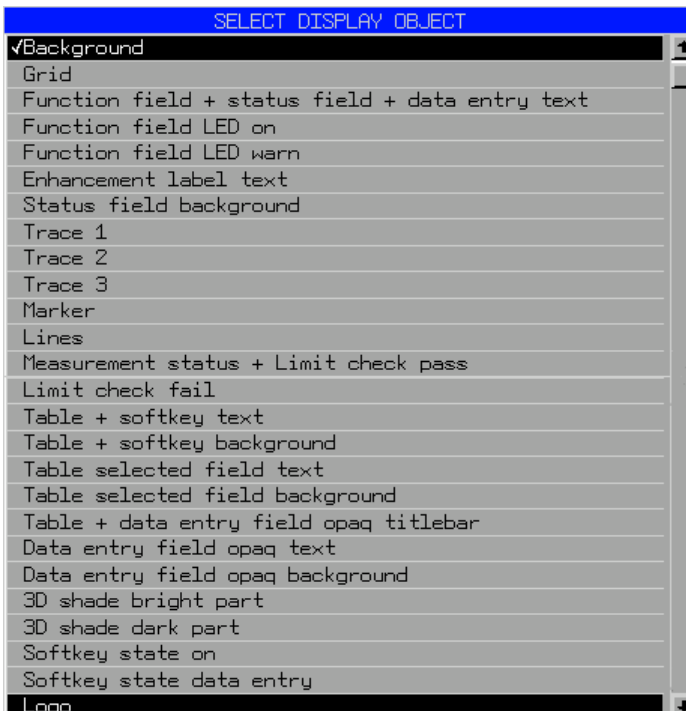 SELECT DISPLAY OBJECT
√Background
Grid
Function field + status field + data entry text
Function field LED on
Function field LED warn
Enhancement label text
Status field background
Trace 1
Trace 2
Trace 3
Marker
Lines
Measurement status + Limit check pass
Limit check fail
Table + softkey text
Table + softkey background
Table selected field text
Table selected field background
Table + data entry field opaq titlebar
Data entry field opaq text
Data entry field opaq background
3D shade bright part
3D shade dark part
Softkey state on
Softkey state data entry
Logo